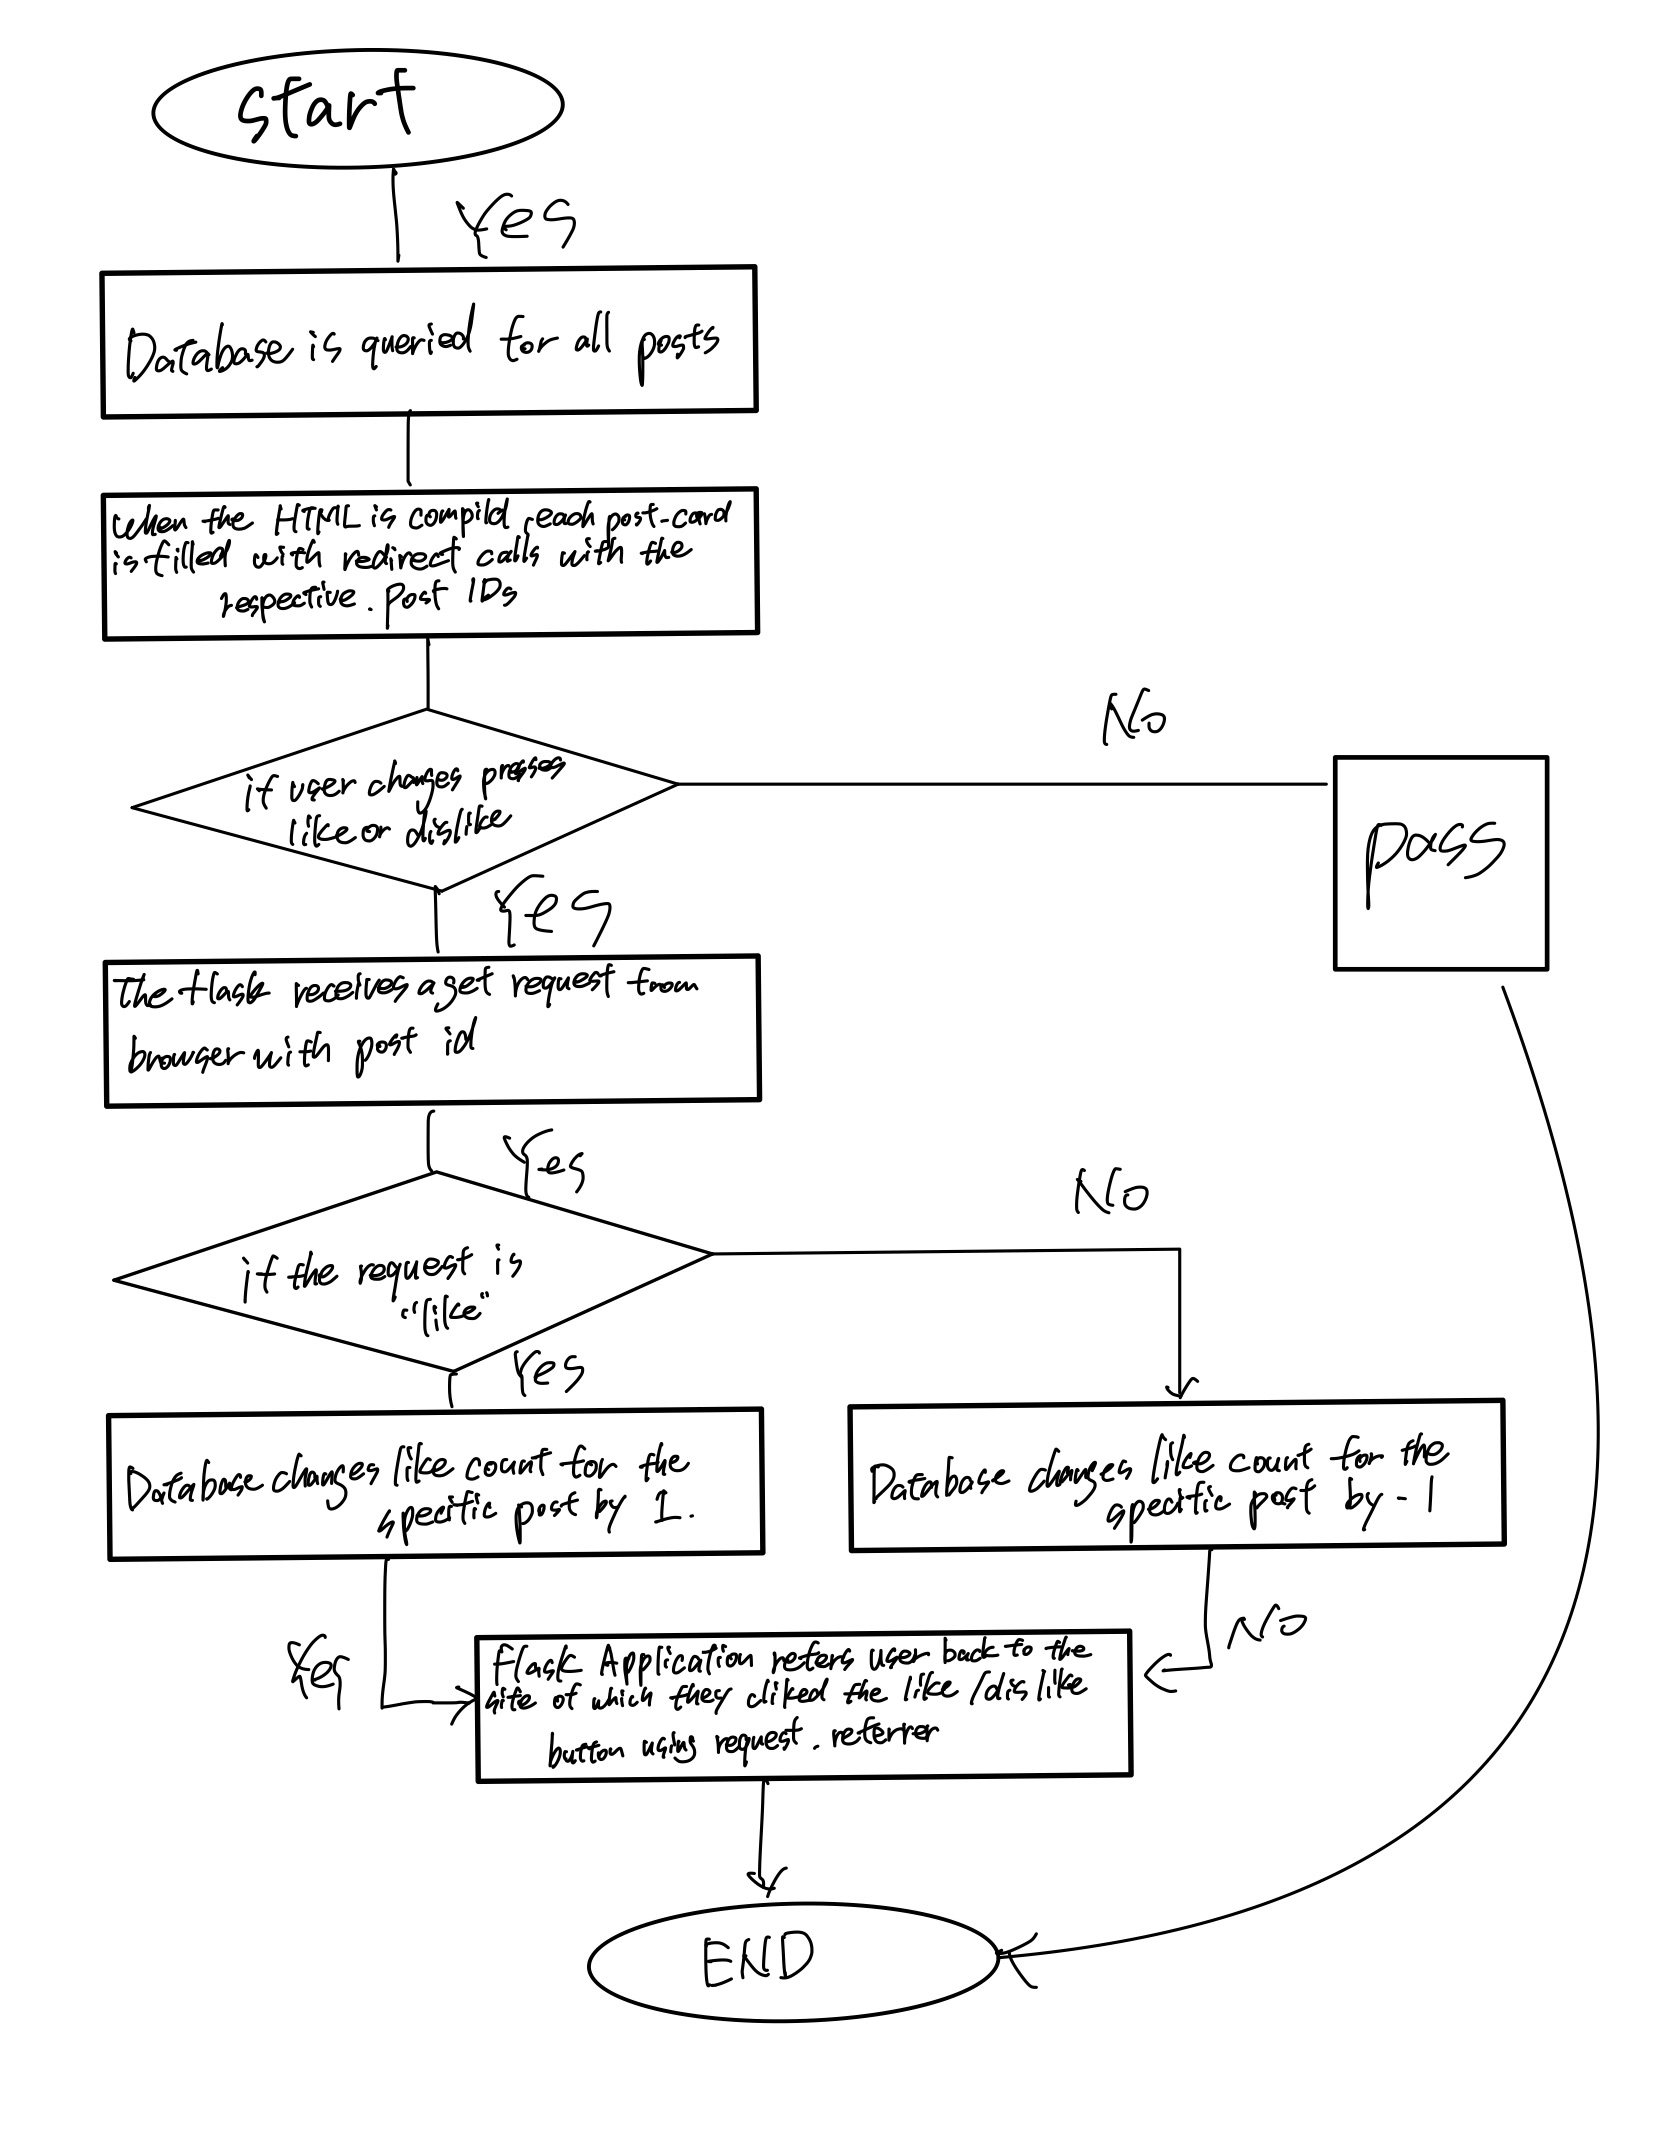 start
Yes
Database is queried for all posts
When the HTML is compild, each post-card
is filled with redirect calls with the
respective. Post IDs
No
if user changes presses
like or dislike
pass
Yes
The flask receives a get request from
browser with post id
Yes
No
if the request is
"like"
Yes
Database changes like count for the
specific post by 1.
Database changes like count for the
specific post by -1
Yes
No
Flask Application refers user back to the
site of which they cliked the like/dislike
button using request.referrer
END